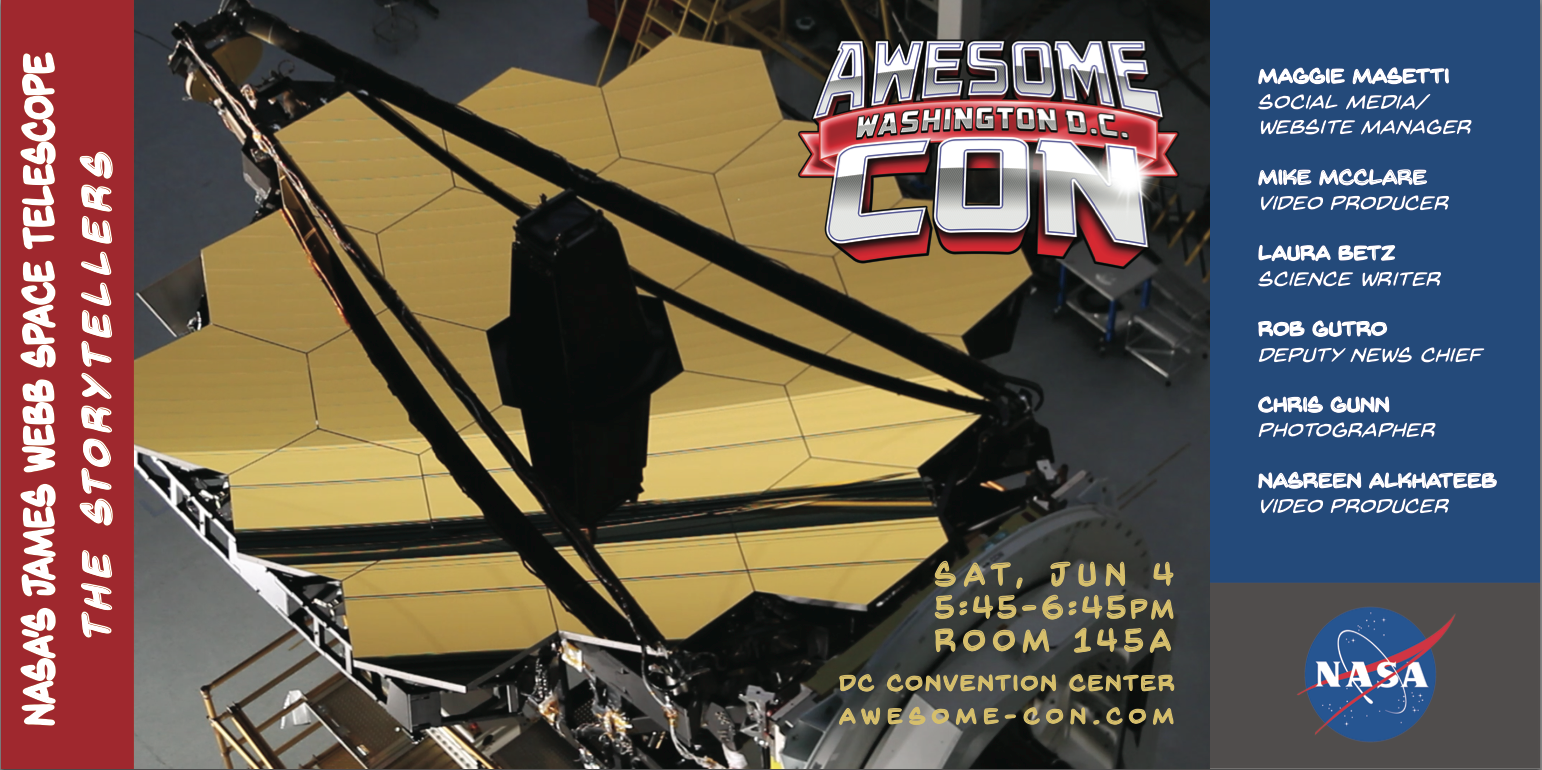 NASA'S JAMES WEBB SPACE TELESCOPE
THE STORYTELLERS
AWESOME
WASHINGTON D.C.
CON
SAT, JUN 4
5:45-6:45PM
ROOM 145A
DC CONVENTION CENTER
AWESOME-CON.COM
MAGGIE MASETTI
SOCIAL MEDIA/
WEBSITE MANAGER
MIKE MCCLARE
VIDEO PRODUCER
LAURA BETZ
SCIENCE WRITER
ROB GUTRO
DEPUTY NEWS CHIEF
CHRIS GUNN
PHOTOGRAPHER
NASREEN ALKHATEEB
VIDEO PRODUCER
NASA